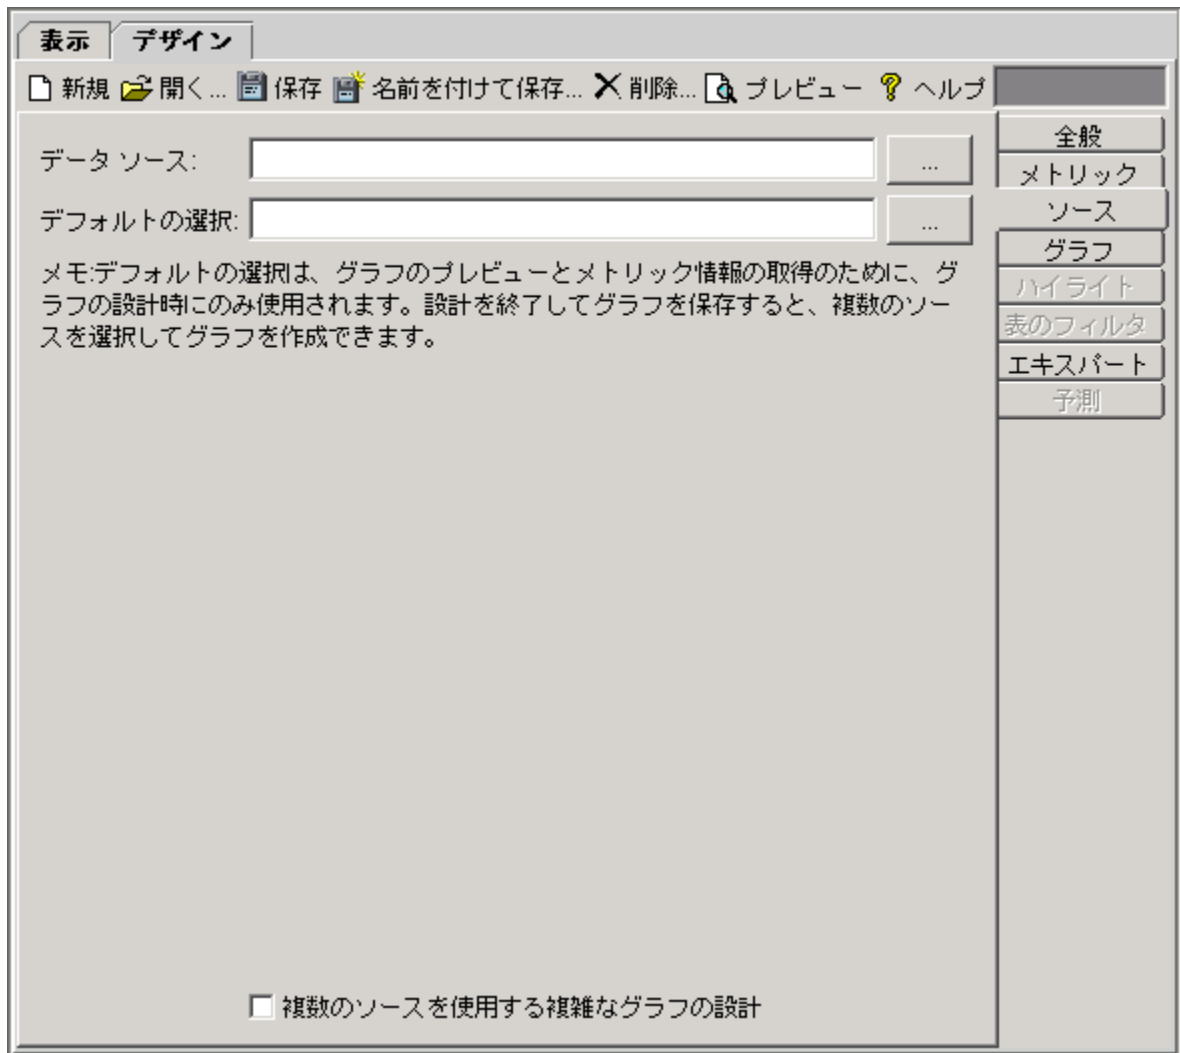 表示 デザイン
新規 開く... 保存 名前を付けて保存... 削除... プレビュー ヘルプ
全般
メトリック
ソース
グラフ
ハイライト
表のフィルタ
エキスパート
予測
データ ソース: ...
デフォルトの選択: ...
メモ:デフォルトの選択は、グラフのプレビューとメトリック情報の取得のために、グ
ラフの設計時にのみ使用されます。設計を終了してグラフを保存すると、複数のソー
スを選択してグラフを作成できます。
複数のソースを使用する複雑なグラフの設計